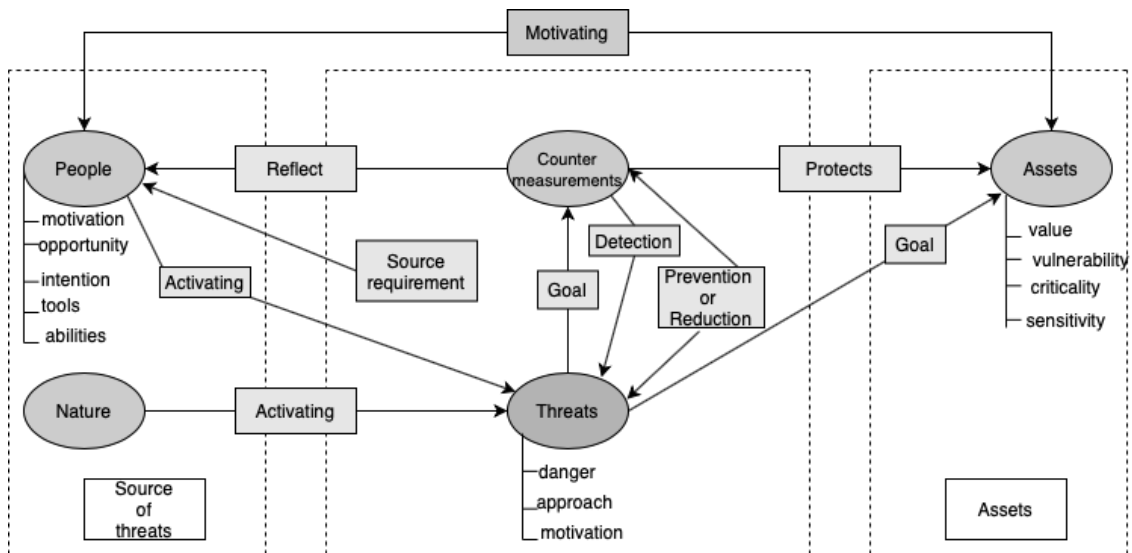 Motivating
People
Reflect
Counter
measurements
Protects
Assets
motivation
opportunity
intention
tools
abilities
Activating
Source
requirement
Goal
Detection
Prevention
or
Reduction
Goal
value
vulnerability
criticality
sensitivity
Nature
Activating
Threats
danger
approach
motivation
Source
of
threats
Assets